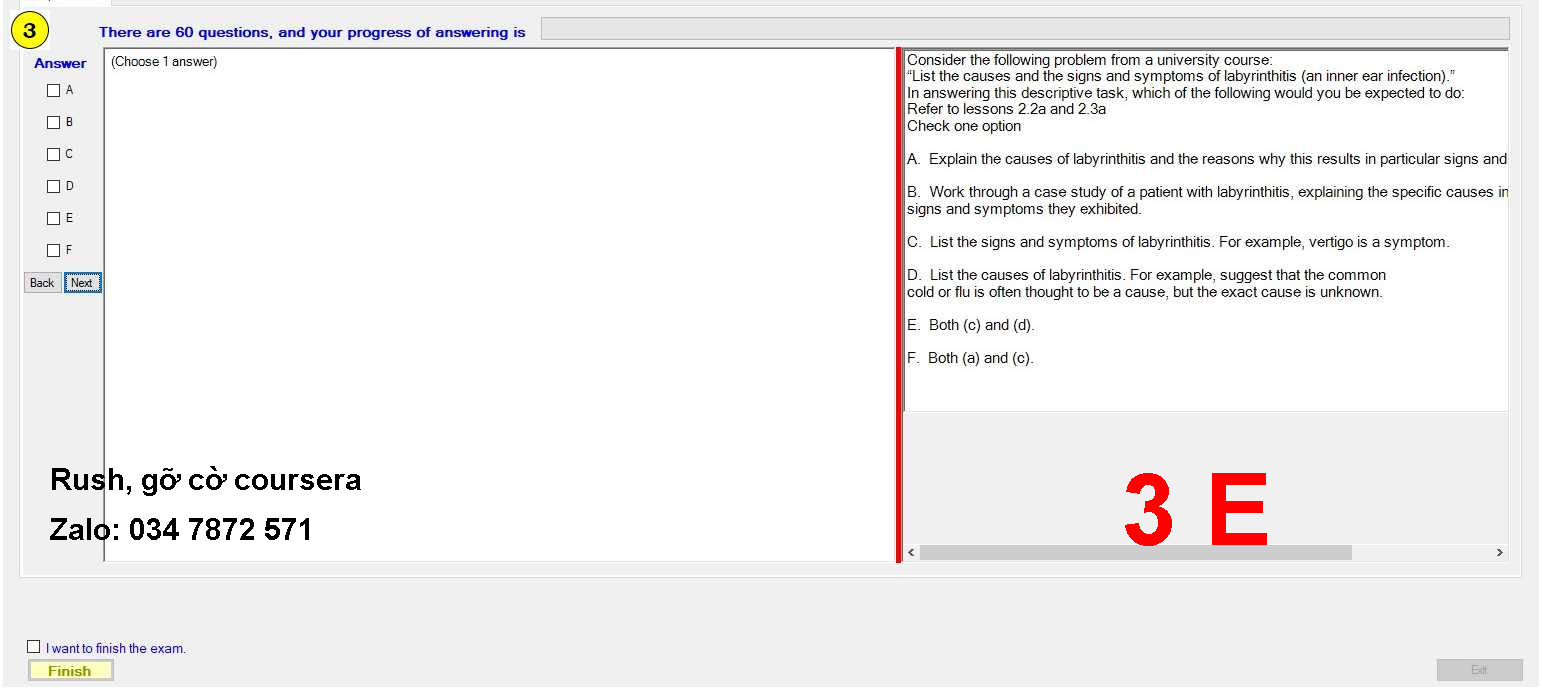 3
There are 60 questions, and your progress of answering is
Answer
A
B
C
D
E
F
Back Next
(Choose 1 answer)
Consider the following problem from a university course:
“List the causes and the signs and symptoms of labyrinthitis (an inner ear infection).”
In answering this descriptive task, which of the following would you be expected to do:
Refer to lessons 2.2a and 2.3a
Check one option
A. Explain the causes of labyrinthitis and the reasons why this results in particular signs and
B. Work through a case study of a patient with labyrinthitis, explaining the specific causes in
signs and symptoms they exhibited.
C. List the signs and symptoms of labyrinthitis. For example, vertigo is a symptom.
D. List the causes of labyrinthitis. For example, suggest that the common
cold or flu is often thought to be a cause, but the exact cause is unknown.
E. Both (c) and (d).
F. Both (a) and (c).
Rush, gỡ cờ coursera
Zalo: 034 7872 571
3 E
I want to finish the exam.
Finish
Exit